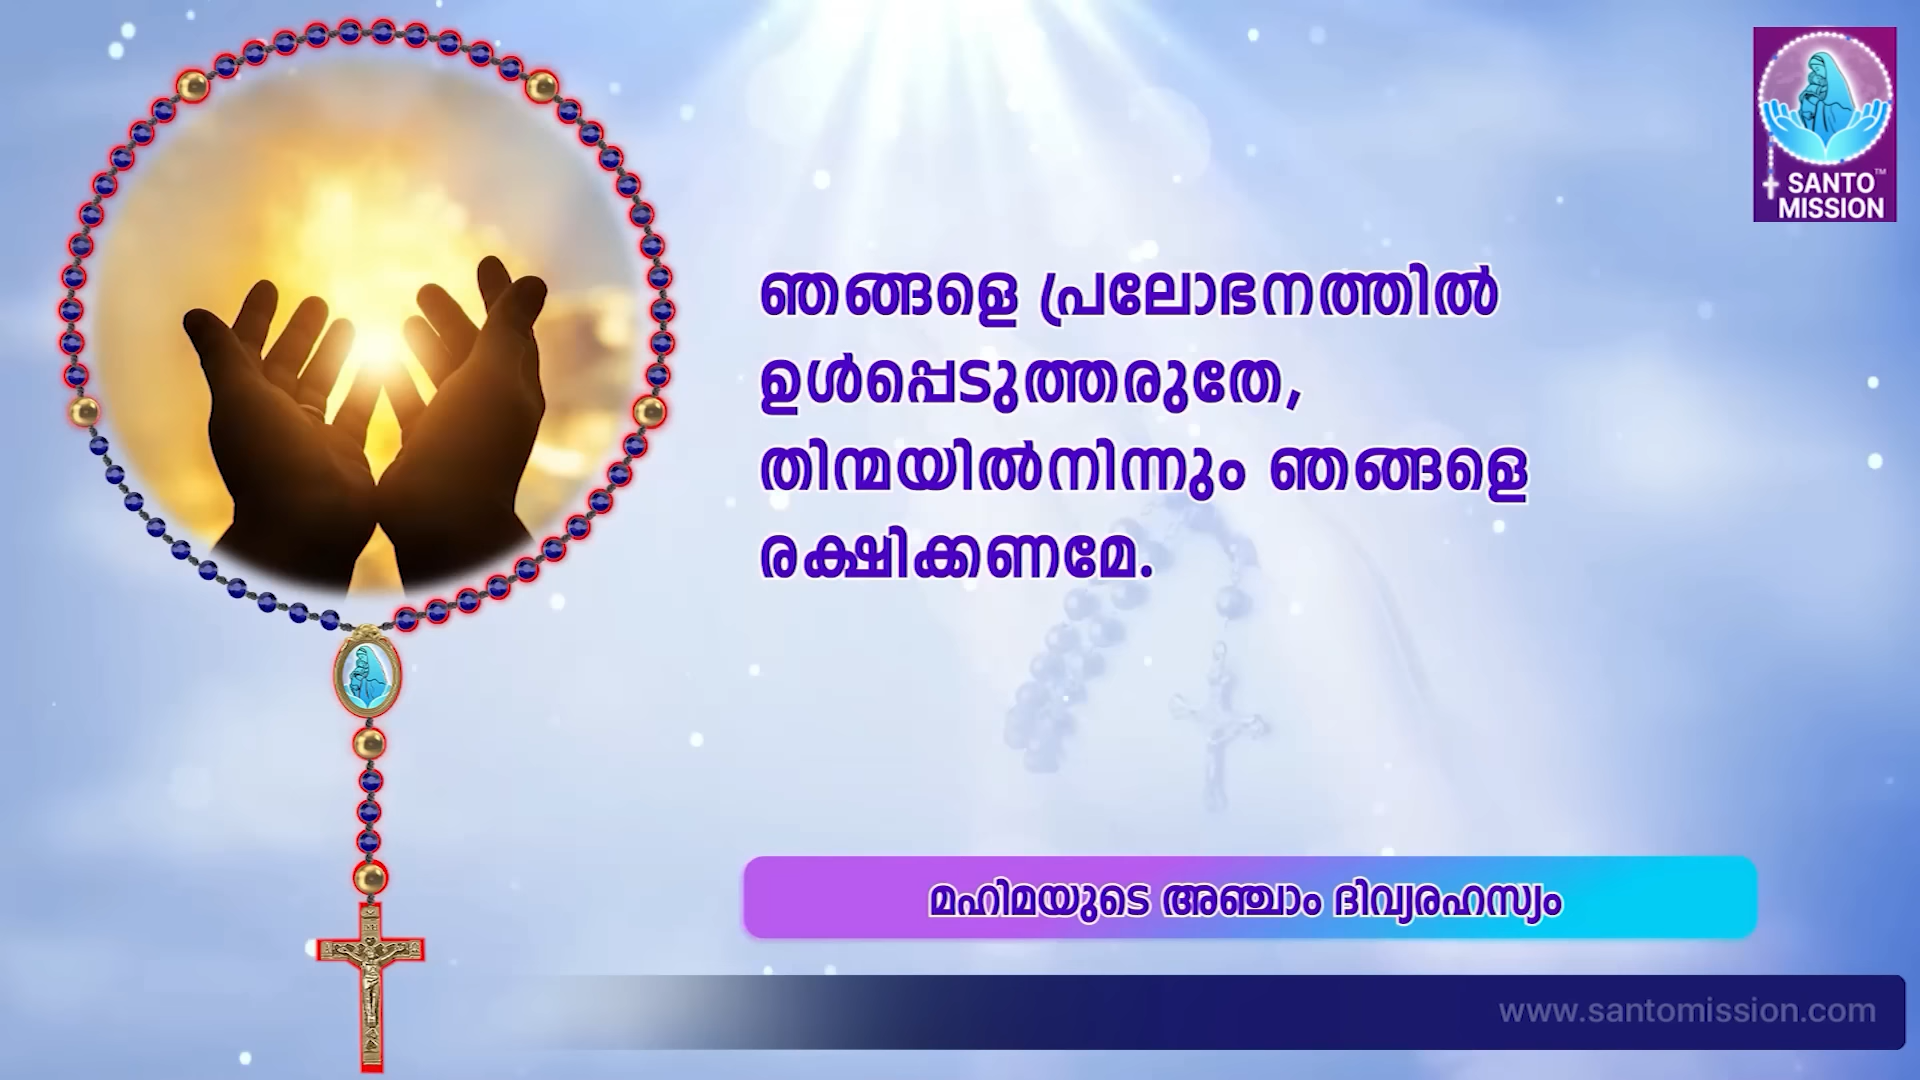 SANTO™
MISSION
ഞങ്ങളെ പ്രലോഭനത്തിൽ
ഉൾപ്പെടുത്തരുതേ,
തിന്മയിൽനിന്നും ഞങ്ങളെ
രക്ഷിക്കണമേ.
മഹിമയുടെ അഞ്ചാം ദിവ്യരഹസ്യം
www.santomission.com